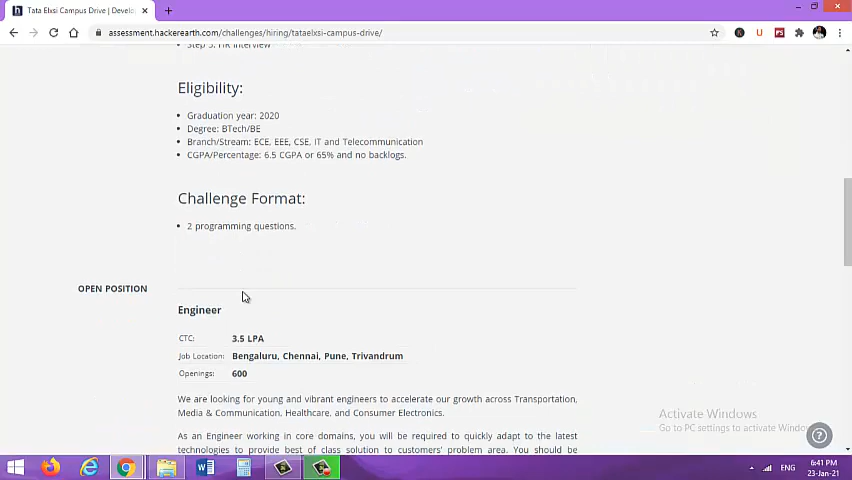 Tata Elxsi Campus Drive | Develo
assessment.hackerearth.com/challenges/hiring/tataelxsi-campus-drive/
Step 3: HR Interview
Eligibility:
• Graduation year: 2020
• Degree: BTech/BE
• Branch/Stream: ECE, EEE, CSE, IT and Telecommunication
• CGPA/Percentage: 6.5 CGPA or 65% and no backlogs.
Challenge Format:
• 2 programming questions.
OPEN POSITION
Engineer
CTC: 3.5 LPA
Job Location: Bengaluru, Chennai, Pune, Trivandrum
Openings: 600
We are looking for young and vibrant engineers to accelerate our growth across Transportation,
Media & Communication, Healthcare, and Consumer Electronics.
As an Engineer working in core domains, you will be required to quickly adapt to the latest
technologies to provide best of class solution to customers' problem area. You should be
Activate Windows
Go to PC settings to activate Windows
ENG
6:41 PM
23-Jan-21